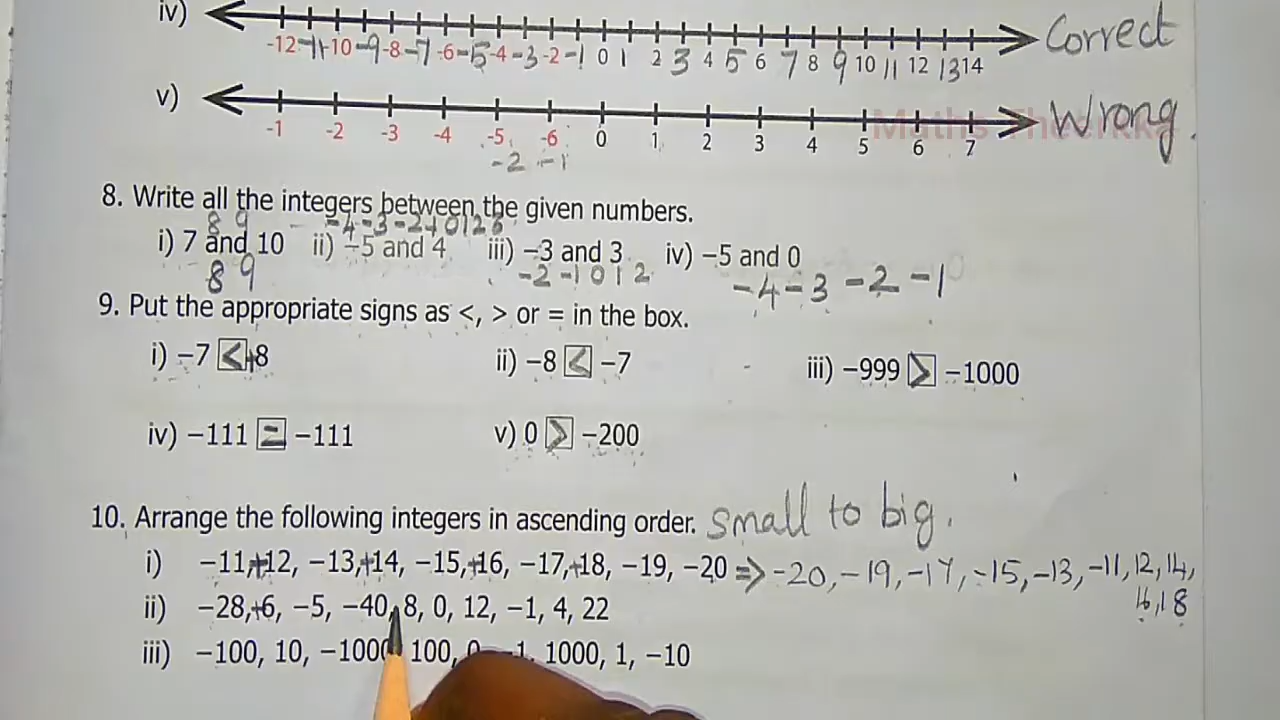 iv) -12 -11 -10 -9 -8 -7 -6 -5 -4 -3 -2 -1 0 1 2 3 4 5 6 7 8 9 10 11 12 13 14 Correct
v) -1 -2 -3 -4 -5 -6 0 1 2 3 4 5 6 7 Wrong.
-2 -1
8. Write all the integers between the given numbers.
8 9 -4 -3 -2 -1 0 1 2 3
i) 7 and 10 ii) −5 and 4 iii) −3 and 3 iv) −5 and 0
8 9 -2 -1 0 1 2 -4 -3 -2 -1
9. Put the appropriate signs as <, > or = in the box.
i) −7 < +8 ii) −8 < −7 iii) −999 > −1000
iv) −111 = −111 v) 0 > −200
10. Arrange the following integers in ascending order. small to big.
i) −11, +12, −13, +14, −15, +16, −17, +18, −19, −20 => -20, -19, -17, -15, -13, -11, 12, 14,
16, 18
ii) −28, +6, −5, −40, 8, 0, 12, −1, 4, 22
iii) −100, 10, −1000 100, −1, 1000, 1, −10